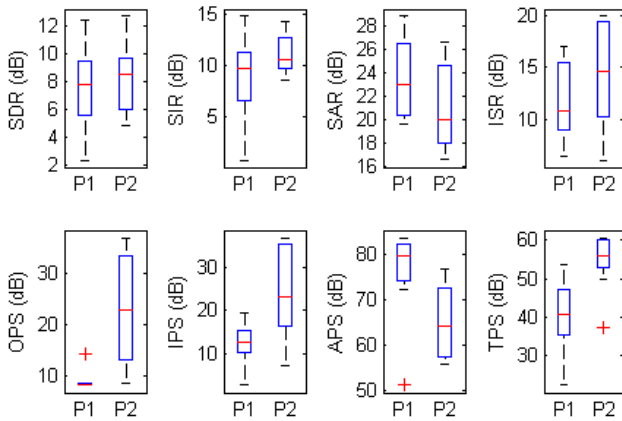 SDR (dB)
12
10
8
6
4
2
P1 P2
SIR (dB)
15
10
5
P1 P2
SAR (dB)
28
26
24
22
20
18
16
P1 P2
ISR (dB)
20
15
10
P1 P2
OPS (dB)
30
20
10
P1 P2
IPS (dB)
30
20
10
P1 P2
APS (dB)
80
70
60
50
P1 P2
TPS (dB)
60
50
40
30
P1 P2